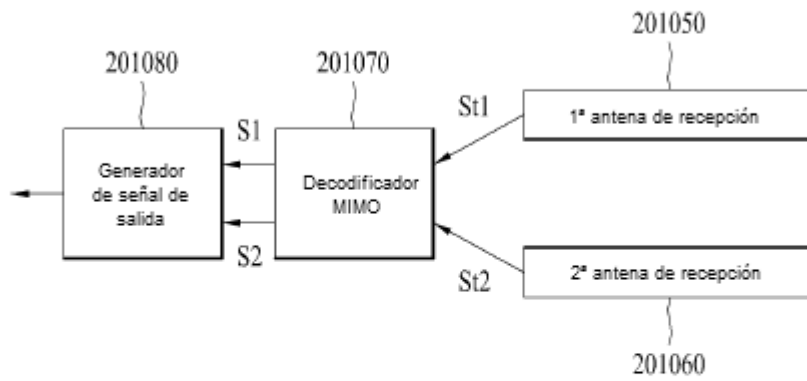 201050
201080
201070
St1
1ª antena de recepción
S1
Generador
de señal de
salida
Decodificador
MIMO
S2
St2
2ª antena de recepción
201060